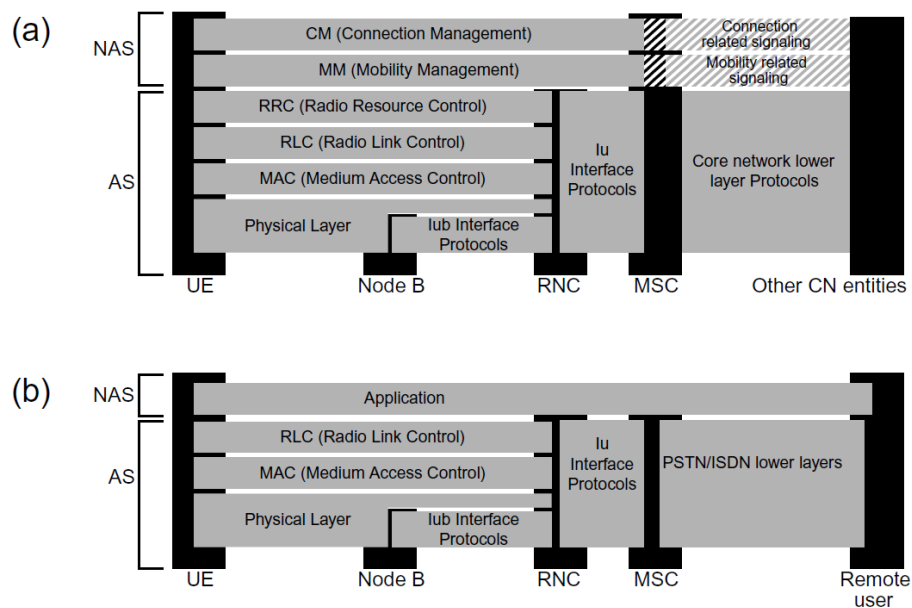 (a)
NAS
CM (Connection Management)
Connection
related signaling
MM (Mobility Management)
Mobility related
signaling
AS
RRC (Radio Resource Control)
RLC (Radio Link Control)
MAC (Medium Access Control)
Physical Layer
Iub Interface
Protocols
Iu
Interface
Protocols
Core network lower
layer Protocols
UE
Node B
RNC
MSC
Other CN entities
(b)
NAS
Application
AS
RLC (Radio Link Control)
MAC (Medium Access Control)
Physical Layer
Iub Interface
Protocols
Iu
Interface
Protocols
PSTN/ISDN lower layers
UE
Node B
RNC
MSC
Remote
user